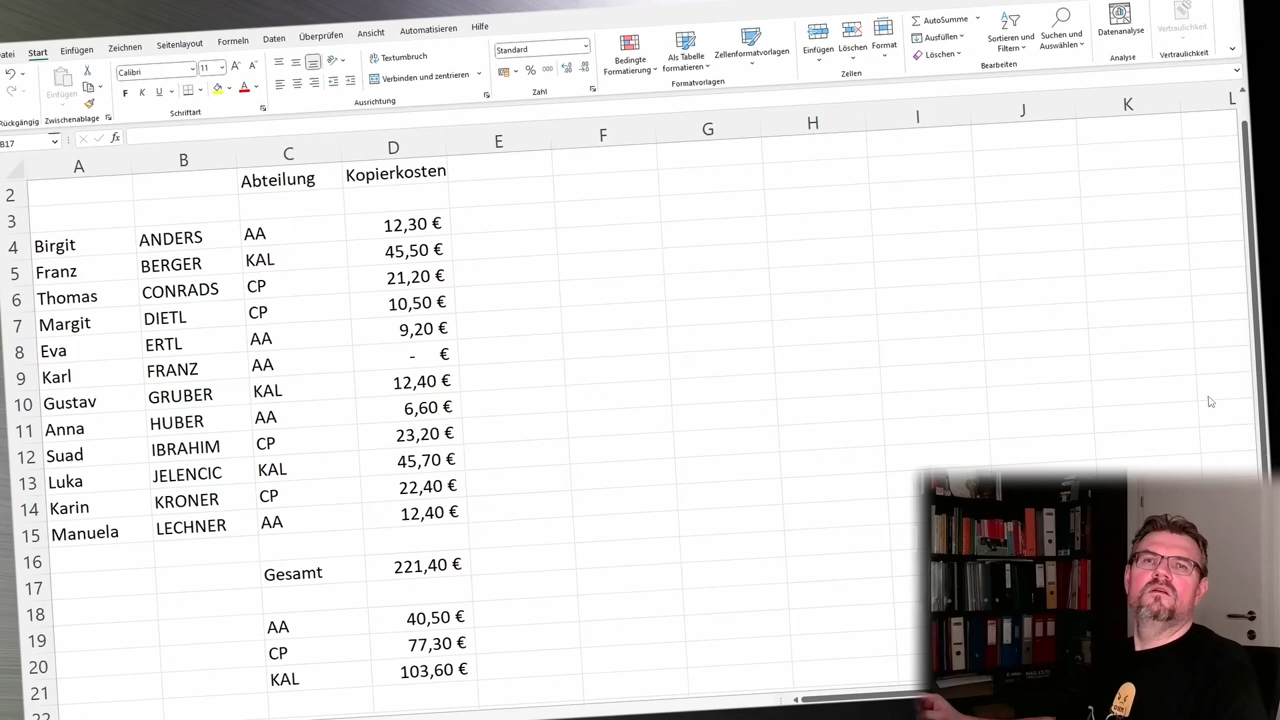 atei Start Einfügen Zeichnen Seitenlayout Formeln Daten Überprüfen Ansicht Automatisieren Hilfe
Rückgängig
Einfügen
Zwischenablage
Calibri 11
F K U
Schriftart
Textumbruch
Verbinden und zentrieren
Ausrichtung
Standard
% 000
Zahl
Bedingte Formatierung
Als Tabelle formatieren
Zellenformatvorlagen
Formatvorlagen
Einfügen Löschen Format
Zellen
AutoSumme
Ausfüllen
Löschen
Sortieren und Filtern
Suchen und Auswählen
Bearbeiten
Datenanalyse
Analyse
Vertraulichkeit
Vertraulichkeit
B17 fx
A B C D E F G H I J K L
2 Abteilung Kopierkosten
3
4 Birgit ANDERS AA 12,30 €
5 Franz BERGER KAL 45,50 €
6 Thomas CONRADS CP 21,20 €
7 Margit DIETL CP 10,50 €
8 Eva ERTL AA 9,20 €
9 Karl FRANZ AA - €
10 Gustav GRUBER KAL 12,40 €
11 Anna HUBER AA 6,60 €
12 Suad IBRAHIM CP 23,20 €
13 Luka JELENCIC KAL 45,70 €
14 Karin KRONER CP 22,40 €
15 Manuela LECHNER AA 12,40 €
16
17 Gesamt 221,40 €
18
19 AA 40,50 €
20 CP 77,30 €
21 KAL 103,60 €
22